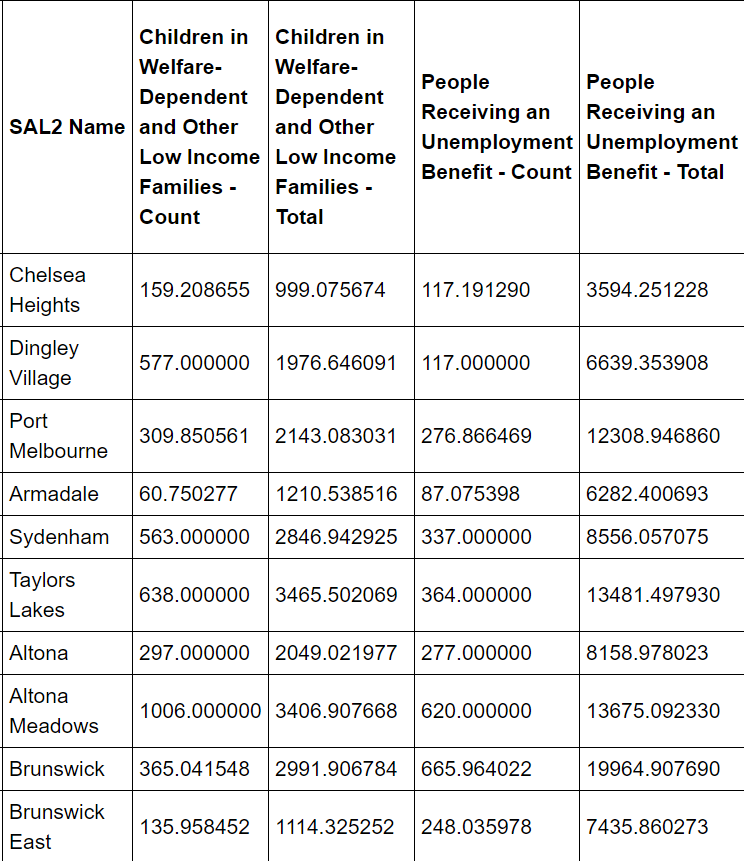 SAL2 Name
Children in
Welfare-
Dependent
and Other
Low Income
Families -
Count
Children in
Welfare-
Dependent
and Other
Low Income
Families -
Total
People
Receiving an
Unemployment
Benefit - Count
People
Receiving an
Unemployment
Benefit - Total
Chelsea
Heights
159.208655 999.075674 117.191290 3594.251228
Dingley
Village
577.000000 1976.646091 117.000000 6639.353908
Port
Melbourne
309.850561 2143.083031 276.866469 12308.946860
Armadale 60.750277 1210.538516 87.075398 6282.400693
Sydenham 563.000000 2846.942925 337.000000 8556.057075
Taylors
Lakes
638.000000 3465.502069 364.000000 13481.497930
Altona 297.000000 2049.021977 277.000000 8158.978023
Altona
Meadows
1006.000000 3406.907668 620.000000 13675.092330
Brunswick 365.041548 2991.906784 665.964022 19964.907690
Brunswick
East
135.958452 1114.325252 248.035978 7435.860273